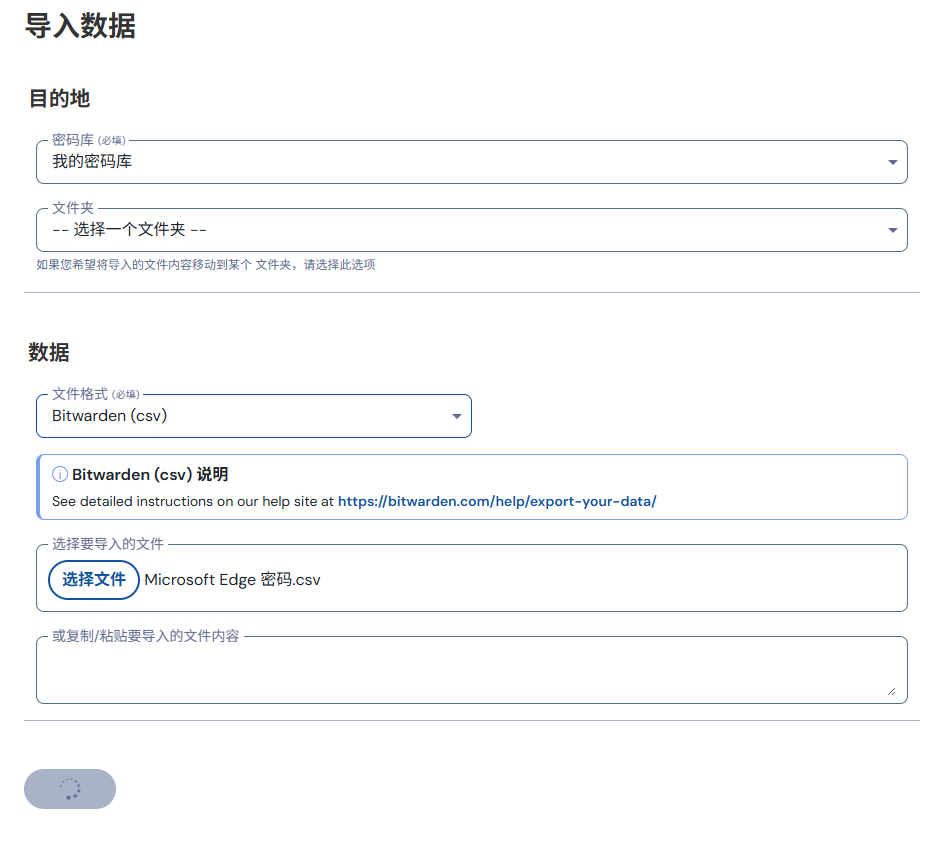 导入数据
目的地
密码库 (必填)
我的密码库
文件夹
-- 选择一个文件夹 --
如果您希望将导入的文件内容移动到某个 文件夹，请选择此选项
数据
文件格式 (必填)
Bitwarden (csv)
Bitwarden (csv) 说明
See detailed instructions on our help site at https://bitwarden.com/help/export-your-data/
选择要导入的文件
选择文件 Microsoft Edge 密码.csv
或复制/粘贴要导入的文件内容